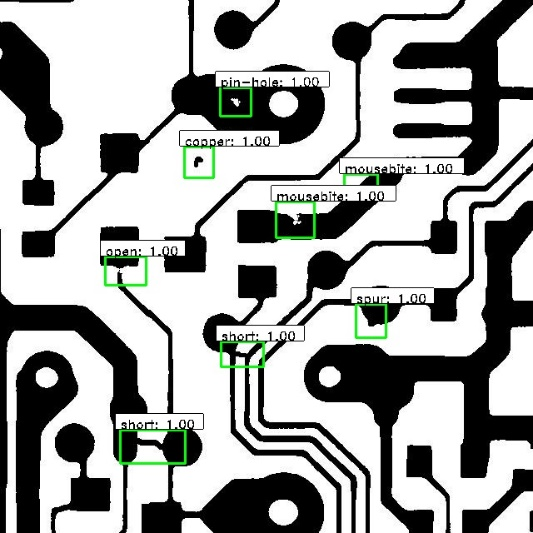 pin-hole: 1.00
copper: 1.00
mousebite: 1.00
mousebite: 1.00
open: 1.00
spur: 1.00
short: 1.00
short: 1.00